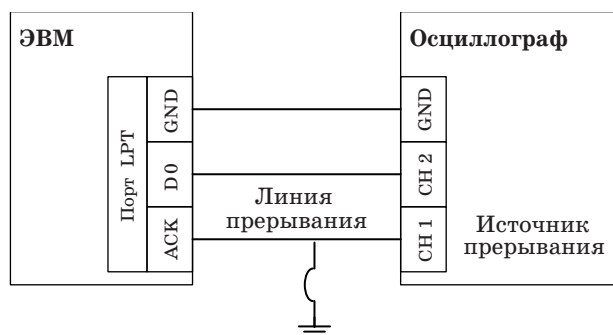 ЭВМ
Осциллограф
Порт LPT
GND
D0
ACK
GND
CH 2
CH 1
Линия
прерывания
Источник
прерывания